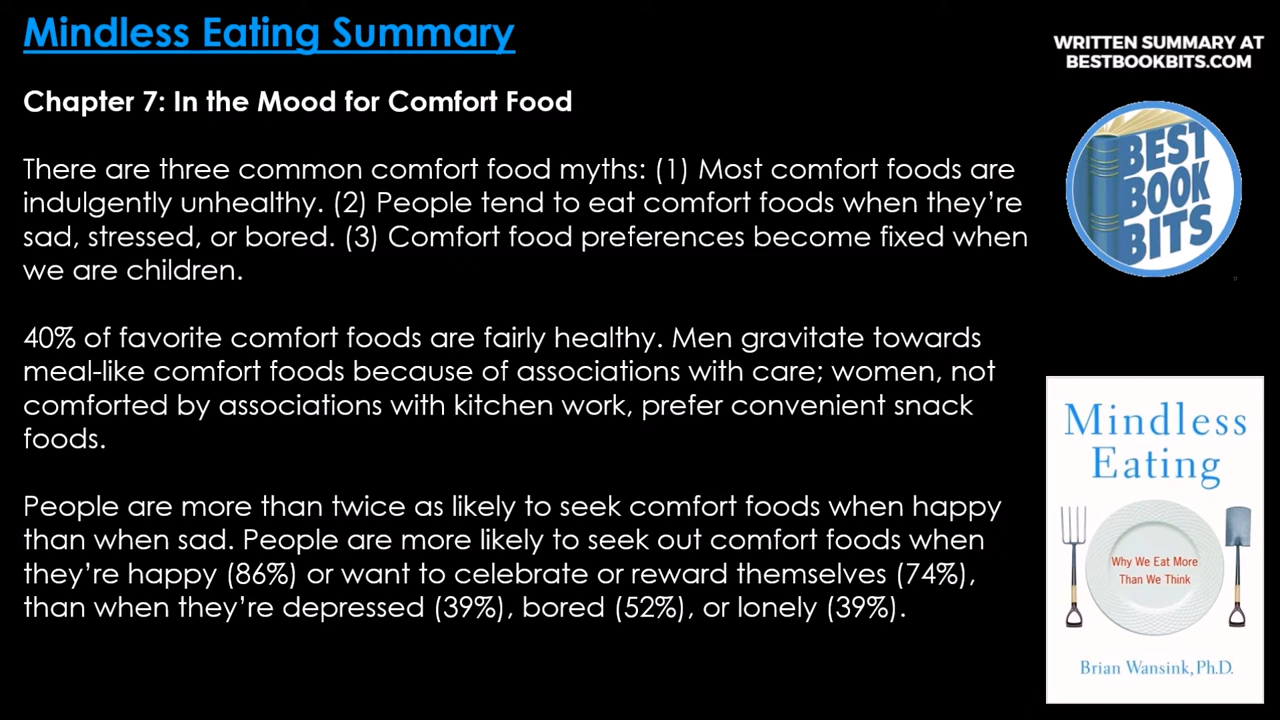 Mindless Eating Summary
WRITTEN SUMMARY AT
BESTBOOKBITS.COM
Chapter 7: In the Mood for Comfort Food
There are three common comfort food myths: (1) Most comfort foods are
indulgently unhealthy. (2) People tend to eat comfort foods when they’re
sad, stressed, or bored. (3) Comfort food preferences become fixed when
we are children.
40% of favorite comfort foods are fairly healthy. Men gravitate towards
meal-like comfort foods because of associations with care; women, not
comforted by associations with kitchen work, prefer convenient snack
foods.
People are more than twice as likely to seek comfort foods when happy
than when sad. People are more likely to seek out comfort foods when
they’re happy (86%) or want to celebrate or reward themselves (74%),
than when they’re depressed (39%), bored (52%), or lonely (39%).
BEST
BOOK
BITS
Mindless
Eating
Why We Eat More
Than We Think
Brian Wansink, Ph.D.